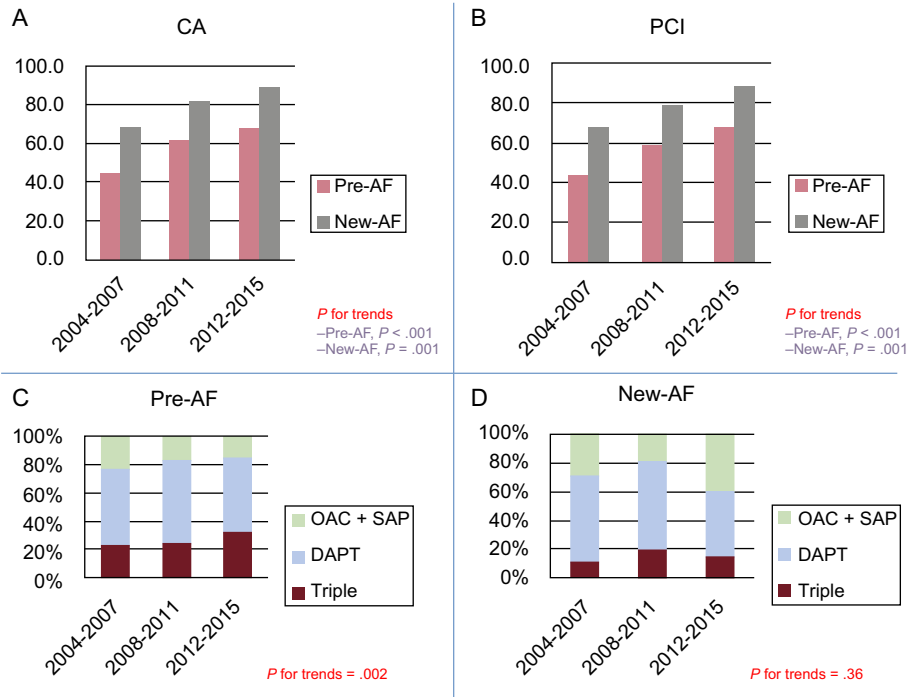 A
CA
100.0
80.0
60.0
40.0
20.0
0.0
2004-2007
2008-2011
2012-2015
Pre-AF
New-AF
P for trends
–Pre-AF, P < .001
–New-AF, P = .001
B
PCI
100.0
80.0
60.0
40.0
20.0
0.0
2004-2007
2008-2011
2012-2015
Pre-AF
New-AF
P for trends
–Pre-AF, P < .001
–New-AF, P = .001
C
Pre-AF
100%
80%
60%
40%
20%
0%
2004-2007
2008-2011
2012-2015
OAC + SAP
DAPT
Triple
P for trends = .002
D
New-AF
100%
80%
60%
40%
20%
0%
2004-2007
2008-2011
2012-2015
OAC + SAP
DAPT
Triple
P for trends = .36